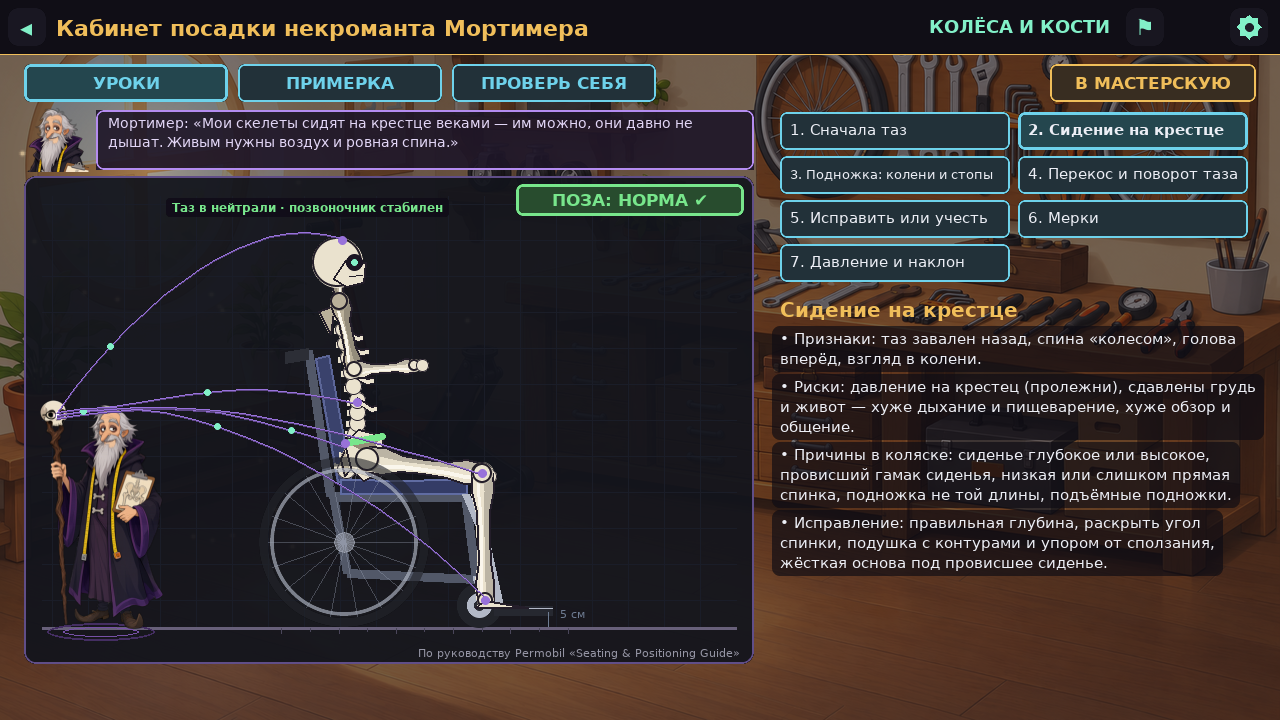 Кабинет посадки некроманта Мортимера
КОЛЁСА И КОСТИ
УРОКИ
ПРИМЕРКА
ПРОВЕРЬ СЕБЯ
В МАСТЕРСКУЮ
Мортимер: «Мои скелеты сидят на крестце веками — им можно, они давно не
дышат. Живым нужны воздух и ровная спина.»
Таз в нейтрали · позвоночник стабилен
ПОЗА: НОРМА ✔
5 см
По руководству Permobil «Seating & Positioning Guide»
1. Сначала таз
2. Сидение на крестце
3. Подножка: колени и стопы
4. Перекос и поворот таза
5. Исправить или учесть
6. Мерки
7. Давление и наклон
Сидение на крестце
• Признаки: таз завален назад, спина «колесом», голова
вперёд, взгляд в колени.
• Риски: давление на крестец (пролежни), сдавлены грудь
и живот — хуже дыхание и пищеварение, хуже обзор и
общение.
• Причины в коляске: сиденье глубокое или высокое,
провисший гамак сиденья, низкая или слишком прямая
спинка, подножка не той длины, подъёмные подножки.
• Исправление: правильная глубина, раскрыть угол
спинки, подушка с контурами и упором от сползания,
жёсткая основа под провисшее сиденье.